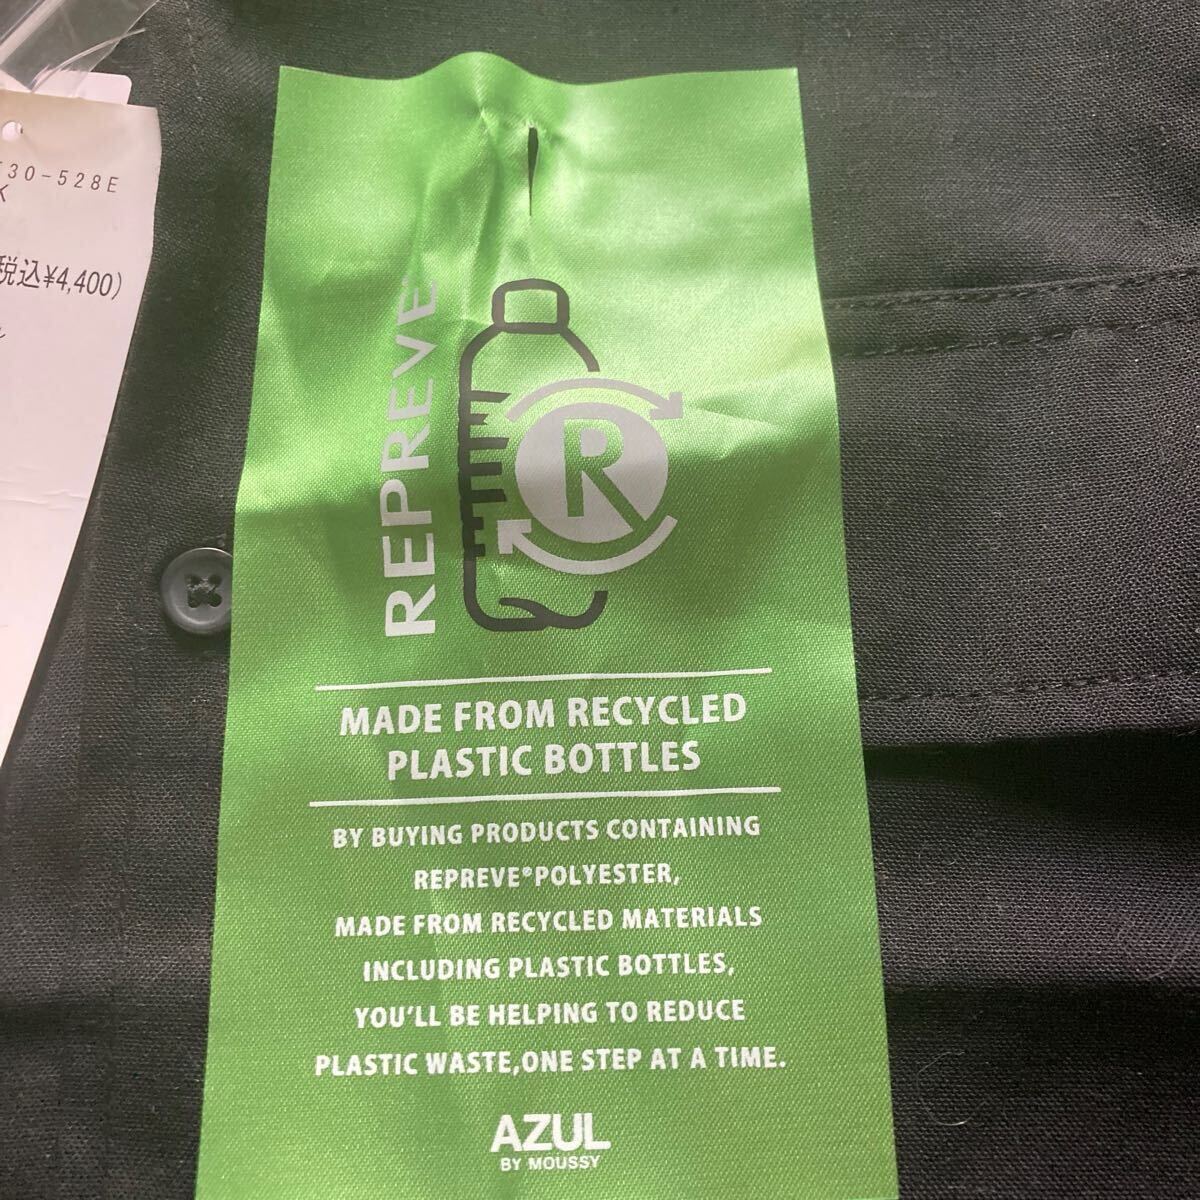 30-528E
K
税込¥4,400)
REPREVE
R
MADE FROM RECYCLED
PLASTIC BOTTLES
BY BUYING PRODUCTS CONTAINING
REPREVE®POLYESTER,
MADE FROM RECYCLED MATERIALS
INCLUDING PLASTIC BOTTLES,
YOU'LL BE HELPING TO REDUCE
PLASTIC WASTE,ONE STEP AT A TIME.
AZUL
BY MOUSSY